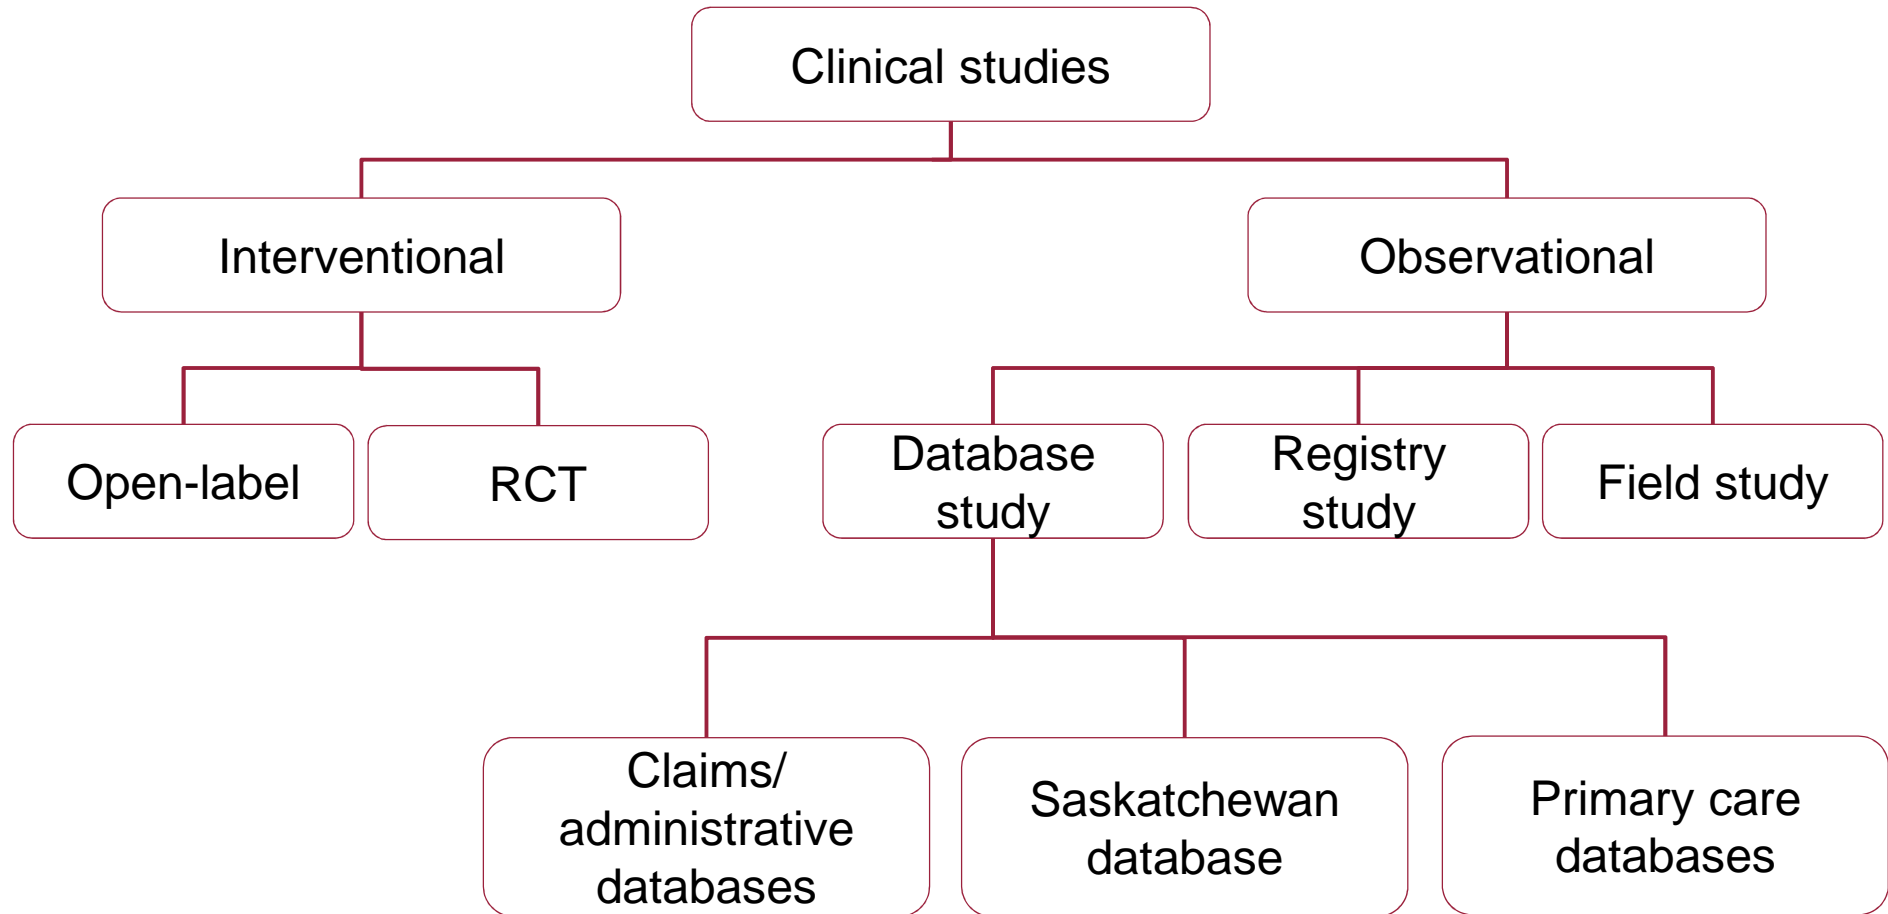 Clinical studies
Interventional
Observational
Open-label
RCT
Database
study
Registry
study
Field study
Claims/
administrative
databases
Saskatchewan
database
Primary care
databases